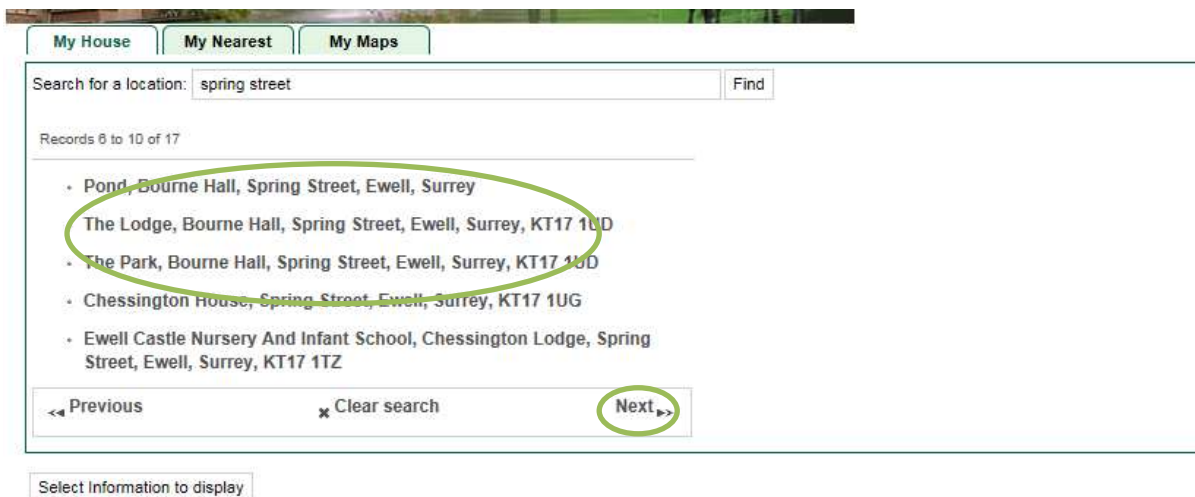 My House My Nearest My Maps
Search for a location: spring street Find
Records 6 to 10 of 17
Pond, Bourne Hall, Spring Street, Ewell, Surrey
The Lodge, Bourne Hall, Spring Street, Ewell, Surrey, KT17 1UD
The Park, Bourne Hall, Spring Street, Ewell, Surrey, KT17 1UD
Chessington House, Spring Street, Ewell, Surrey, KT17 1UG
Ewell Castle Nursery And Infant School, Chessington Lodge, Spring
Street, Ewell, Surrey, KT17 1TZ
Previous Clear search Next
Select Information to display